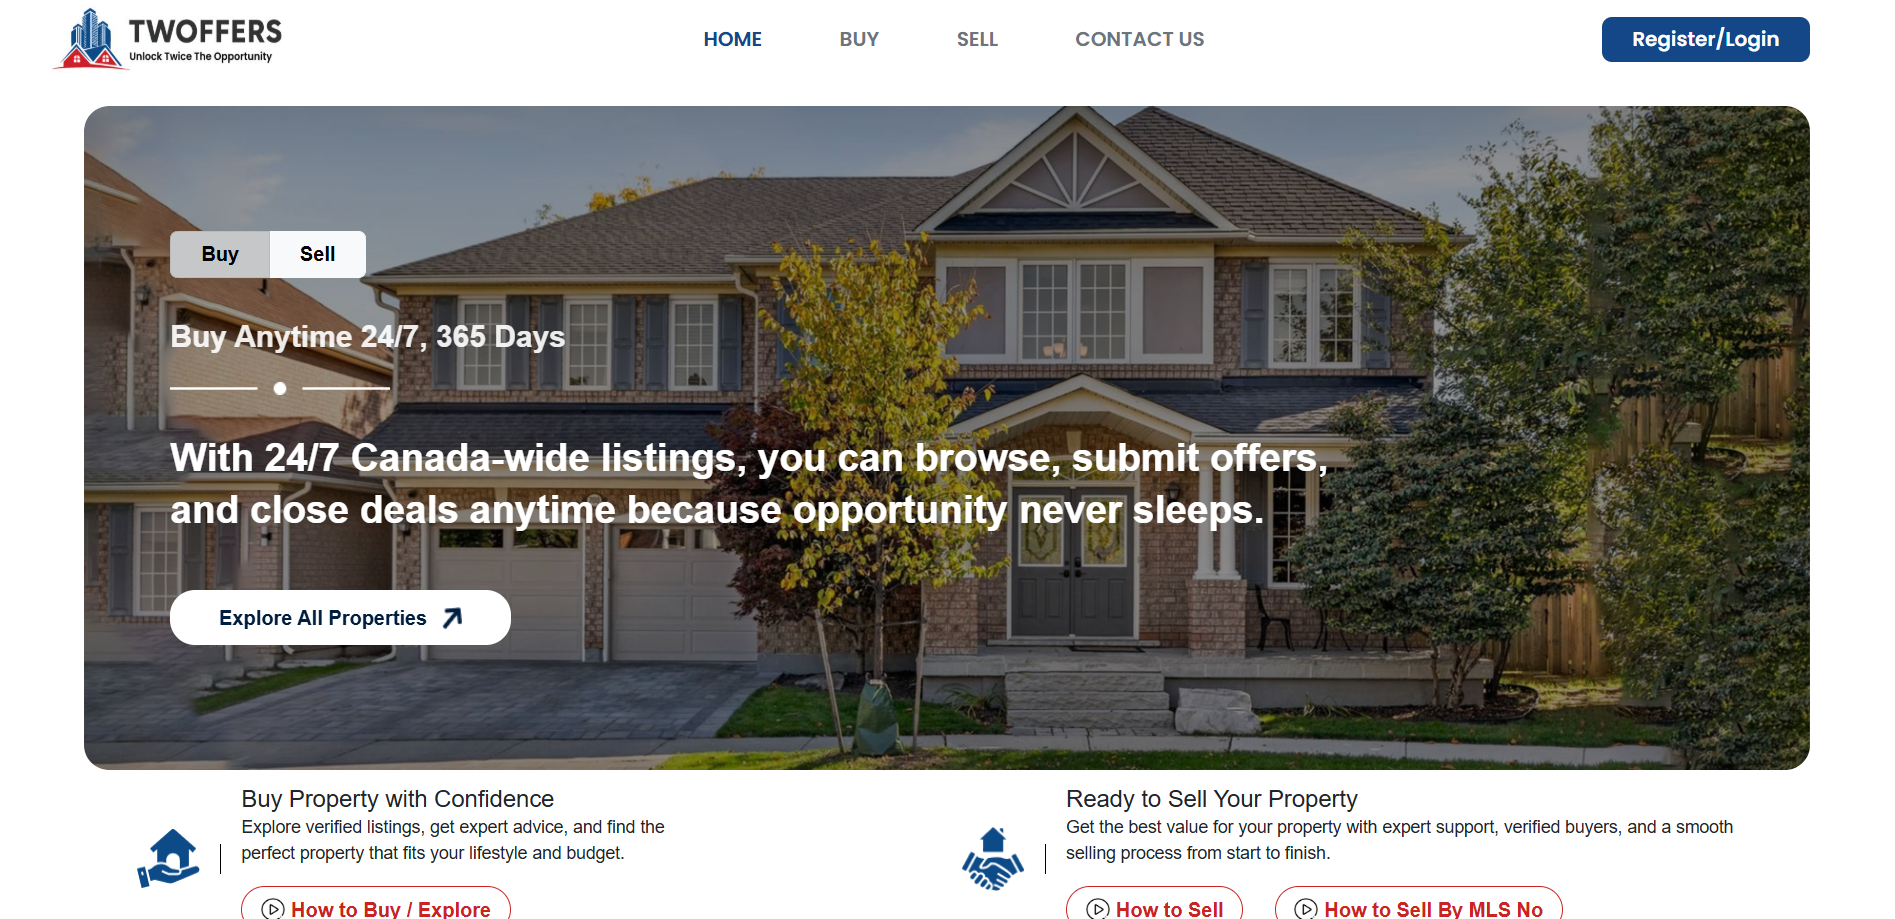 TWOFFERS
Unlock Twice The Opportunity
HOME
BUY
SELL
CONTACT US
Register/Login
Buy
Sell
Buy Anytime 24/7, 365 Days
With 24/7 Canada-wide listings, you can browse, submit offers,
and close deals anytime because opportunity never sleeps.
Explore All Properties
Buy Property with Confidence
Explore verified listings, get expert advice, and find the
perfect property that fits your lifestyle and budget.
How to Buy / Explore
Ready to Sell Your Property
Get the best value for your property with expert support, verified buyers, and a smooth
selling process from start to finish.
How to Sell
How to Sell By MLS No